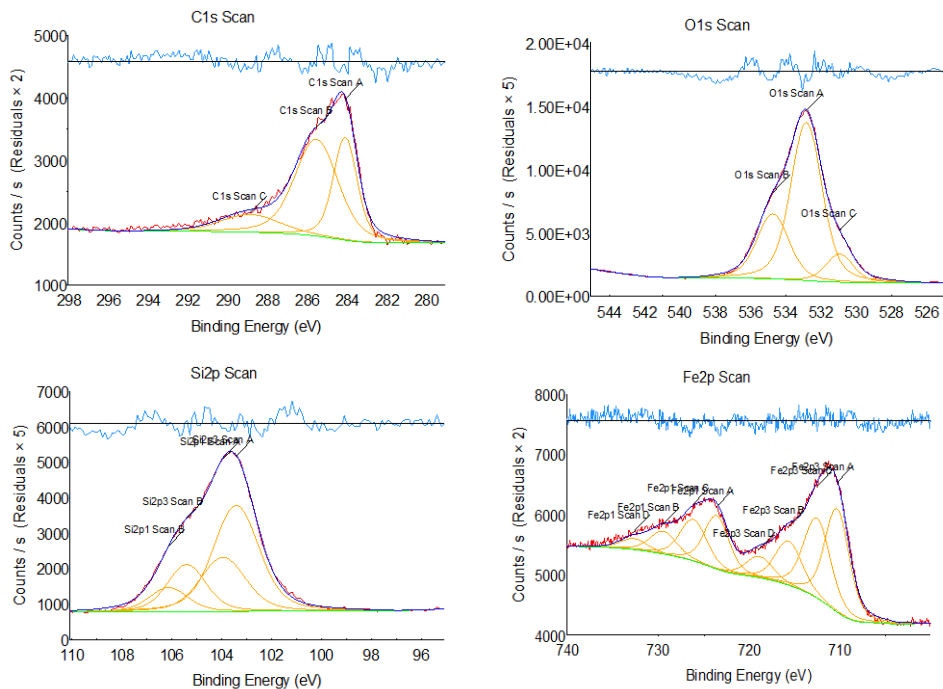 C1s Scan
5000
4000
3000
2000
1000
Counts / s (Residuals × 2)
C1s Scan A
C1s Scan B
C1s Scan C
298 296 294 292 290 288 286 284 282 280
Binding Energy (eV)
O1s Scan
2.00E+04
1.50E+04
1.00E+04
5.00E+03
0.00E+00
Counts / s (Residuals × 5)
O1s Scan A
O1s Scan B
O1s Scan C
544 542 540 538 536 534 532 530 528 526
Binding Energy (eV)
Si2p Scan
7000
6000
5000
4000
3000
2000
1000
0
Counts / s (Residuals × 5)
Si2p1 Scan A
Si2p3 Scan A
Si2p3 Scan B
Si2p1 Scan B
110 108 106 104 102 100 98 96
Binding Energy (eV)
Fe2p Scan
8000
7000
6000
5000
4000
Counts / s (Residuals × 2)
Fe2p3 Scan A
Fe2p1 Scan C
Fe2p1 Scan A
Fe2p1 Scan B
Fe2p1 Scan D
Fe2p3 Scan B
Fe2p3 Scan D
740 730 720 710
Binding Energy (eV)